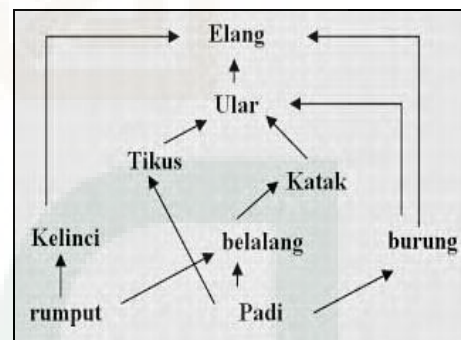 Elang
Ular
Tikus
Katak
Kelinci belalang burung
rumput Padi